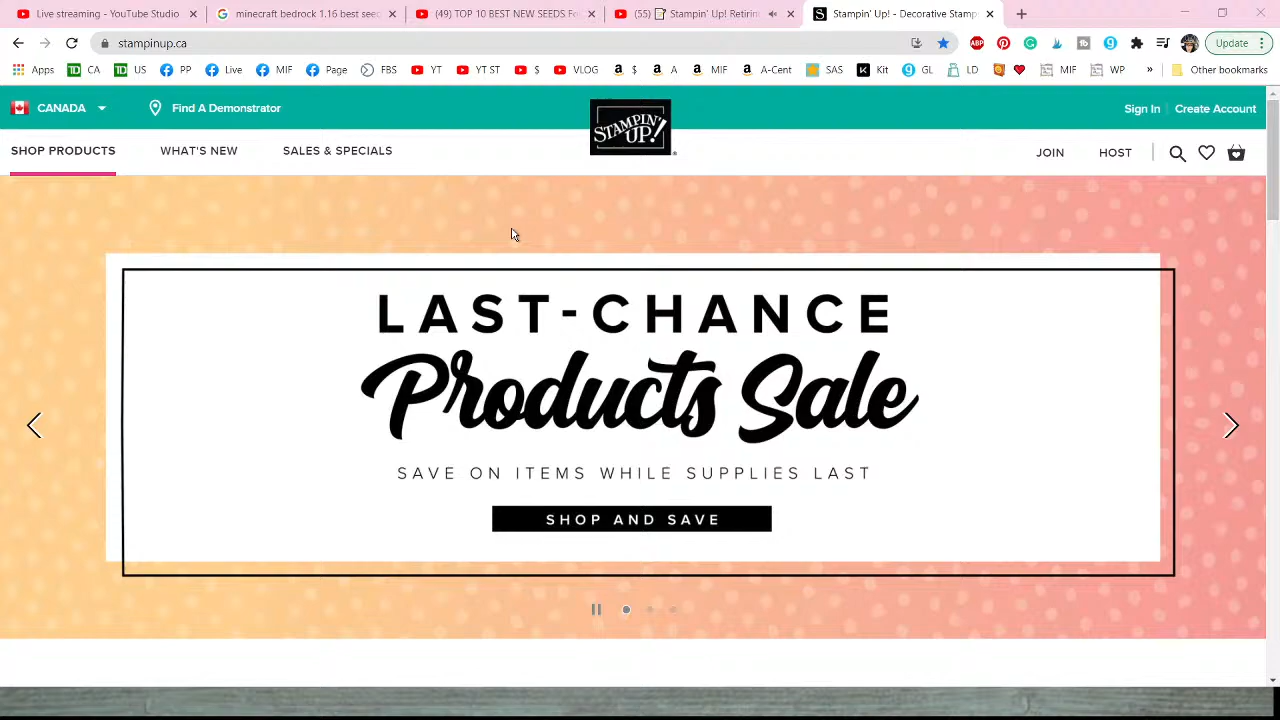 Live streaming - YouTube Studio
minecraft bedrock 1.16 best seed
(49) TOP 10 BEST NEW SEEDS Fo
(55) 📝 Stampin' Up! Retirin
Stampin' Up! - Decorative Stamp
stampinup.ca
Update
Apps
CA
US
PP
Live
MIF
Page
FBS
YT
YT ST
$
VLOG
$
A
MIF
A-Cent
SAS
Kit
GL
LD
MIF
WP
»
Other bookmarks
CANADA
Find A Demonstrator
STAMPIN' UP!
Sign In
Create Account
SHOP PRODUCTS
WHAT'S NEW
SALES & SPECIALS
JOIN
HOST
LAST-CHANCE
Products Sale
SAVE ON ITEMS WHILE SUPPLIES LAST
SHOP AND SAVE